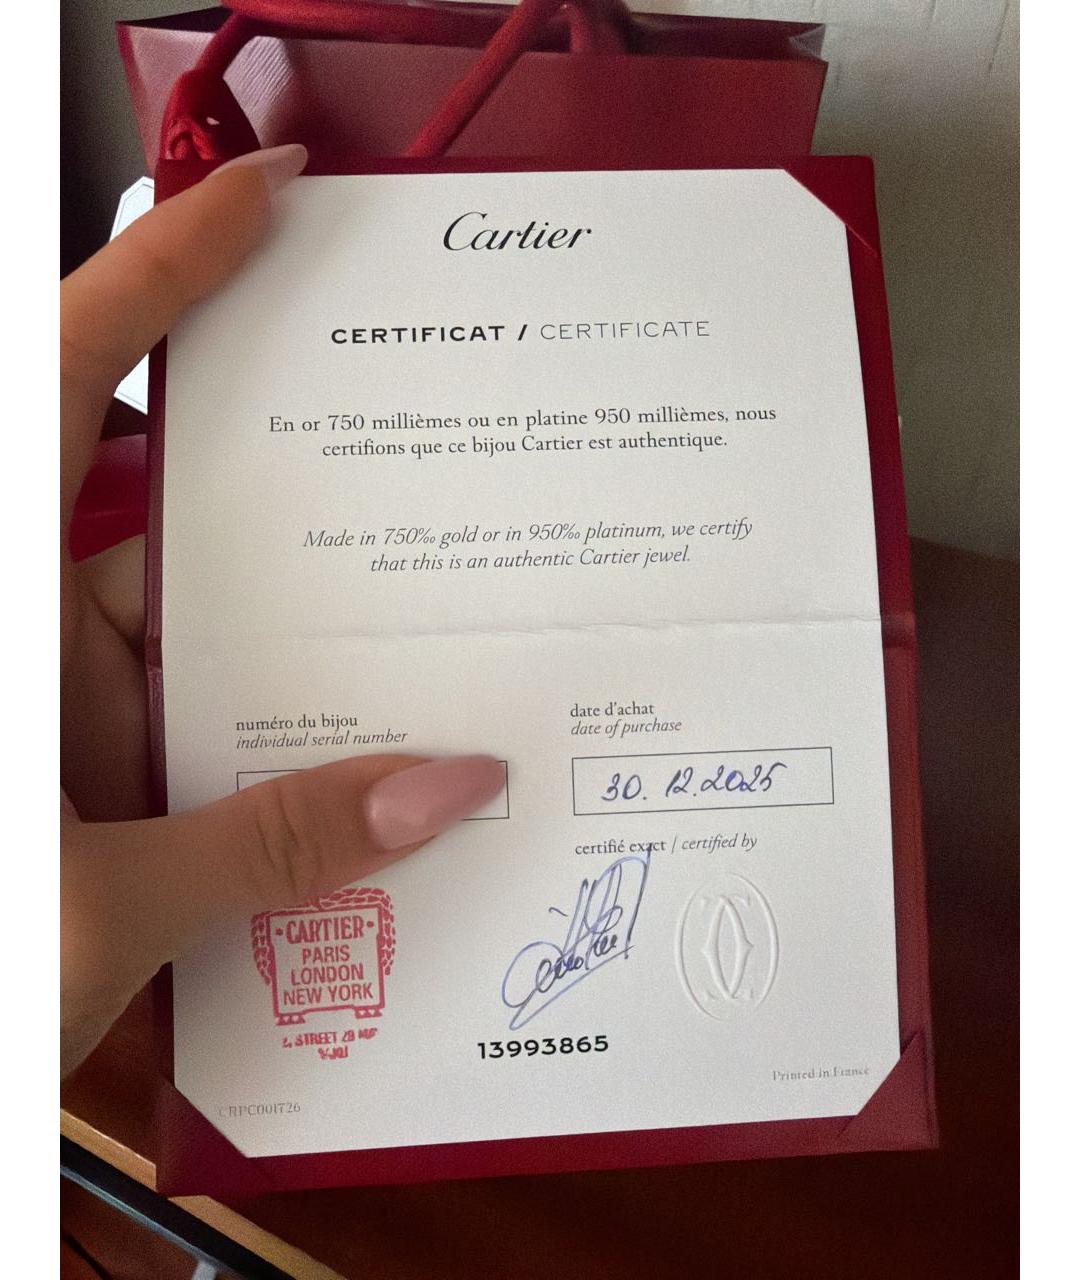 Cartier
CERTIFICAT / CERTIFICATE
En or 750 millièmes ou en platine 950 millièmes, nous
certifions que ce bijou Cartier est authentique.
Made in 750‰ gold or in 950‰ platinum, we certify
that this is an authentic Cartier jewel.
numéro du bijou
individual serial number
date d'achat
date of purchase
30. 12.2025
certifié exact / certified by
CARTIER
PARIS
LONDON
NEW YORK
STREET
13993865
Printed in France
CRPC001726